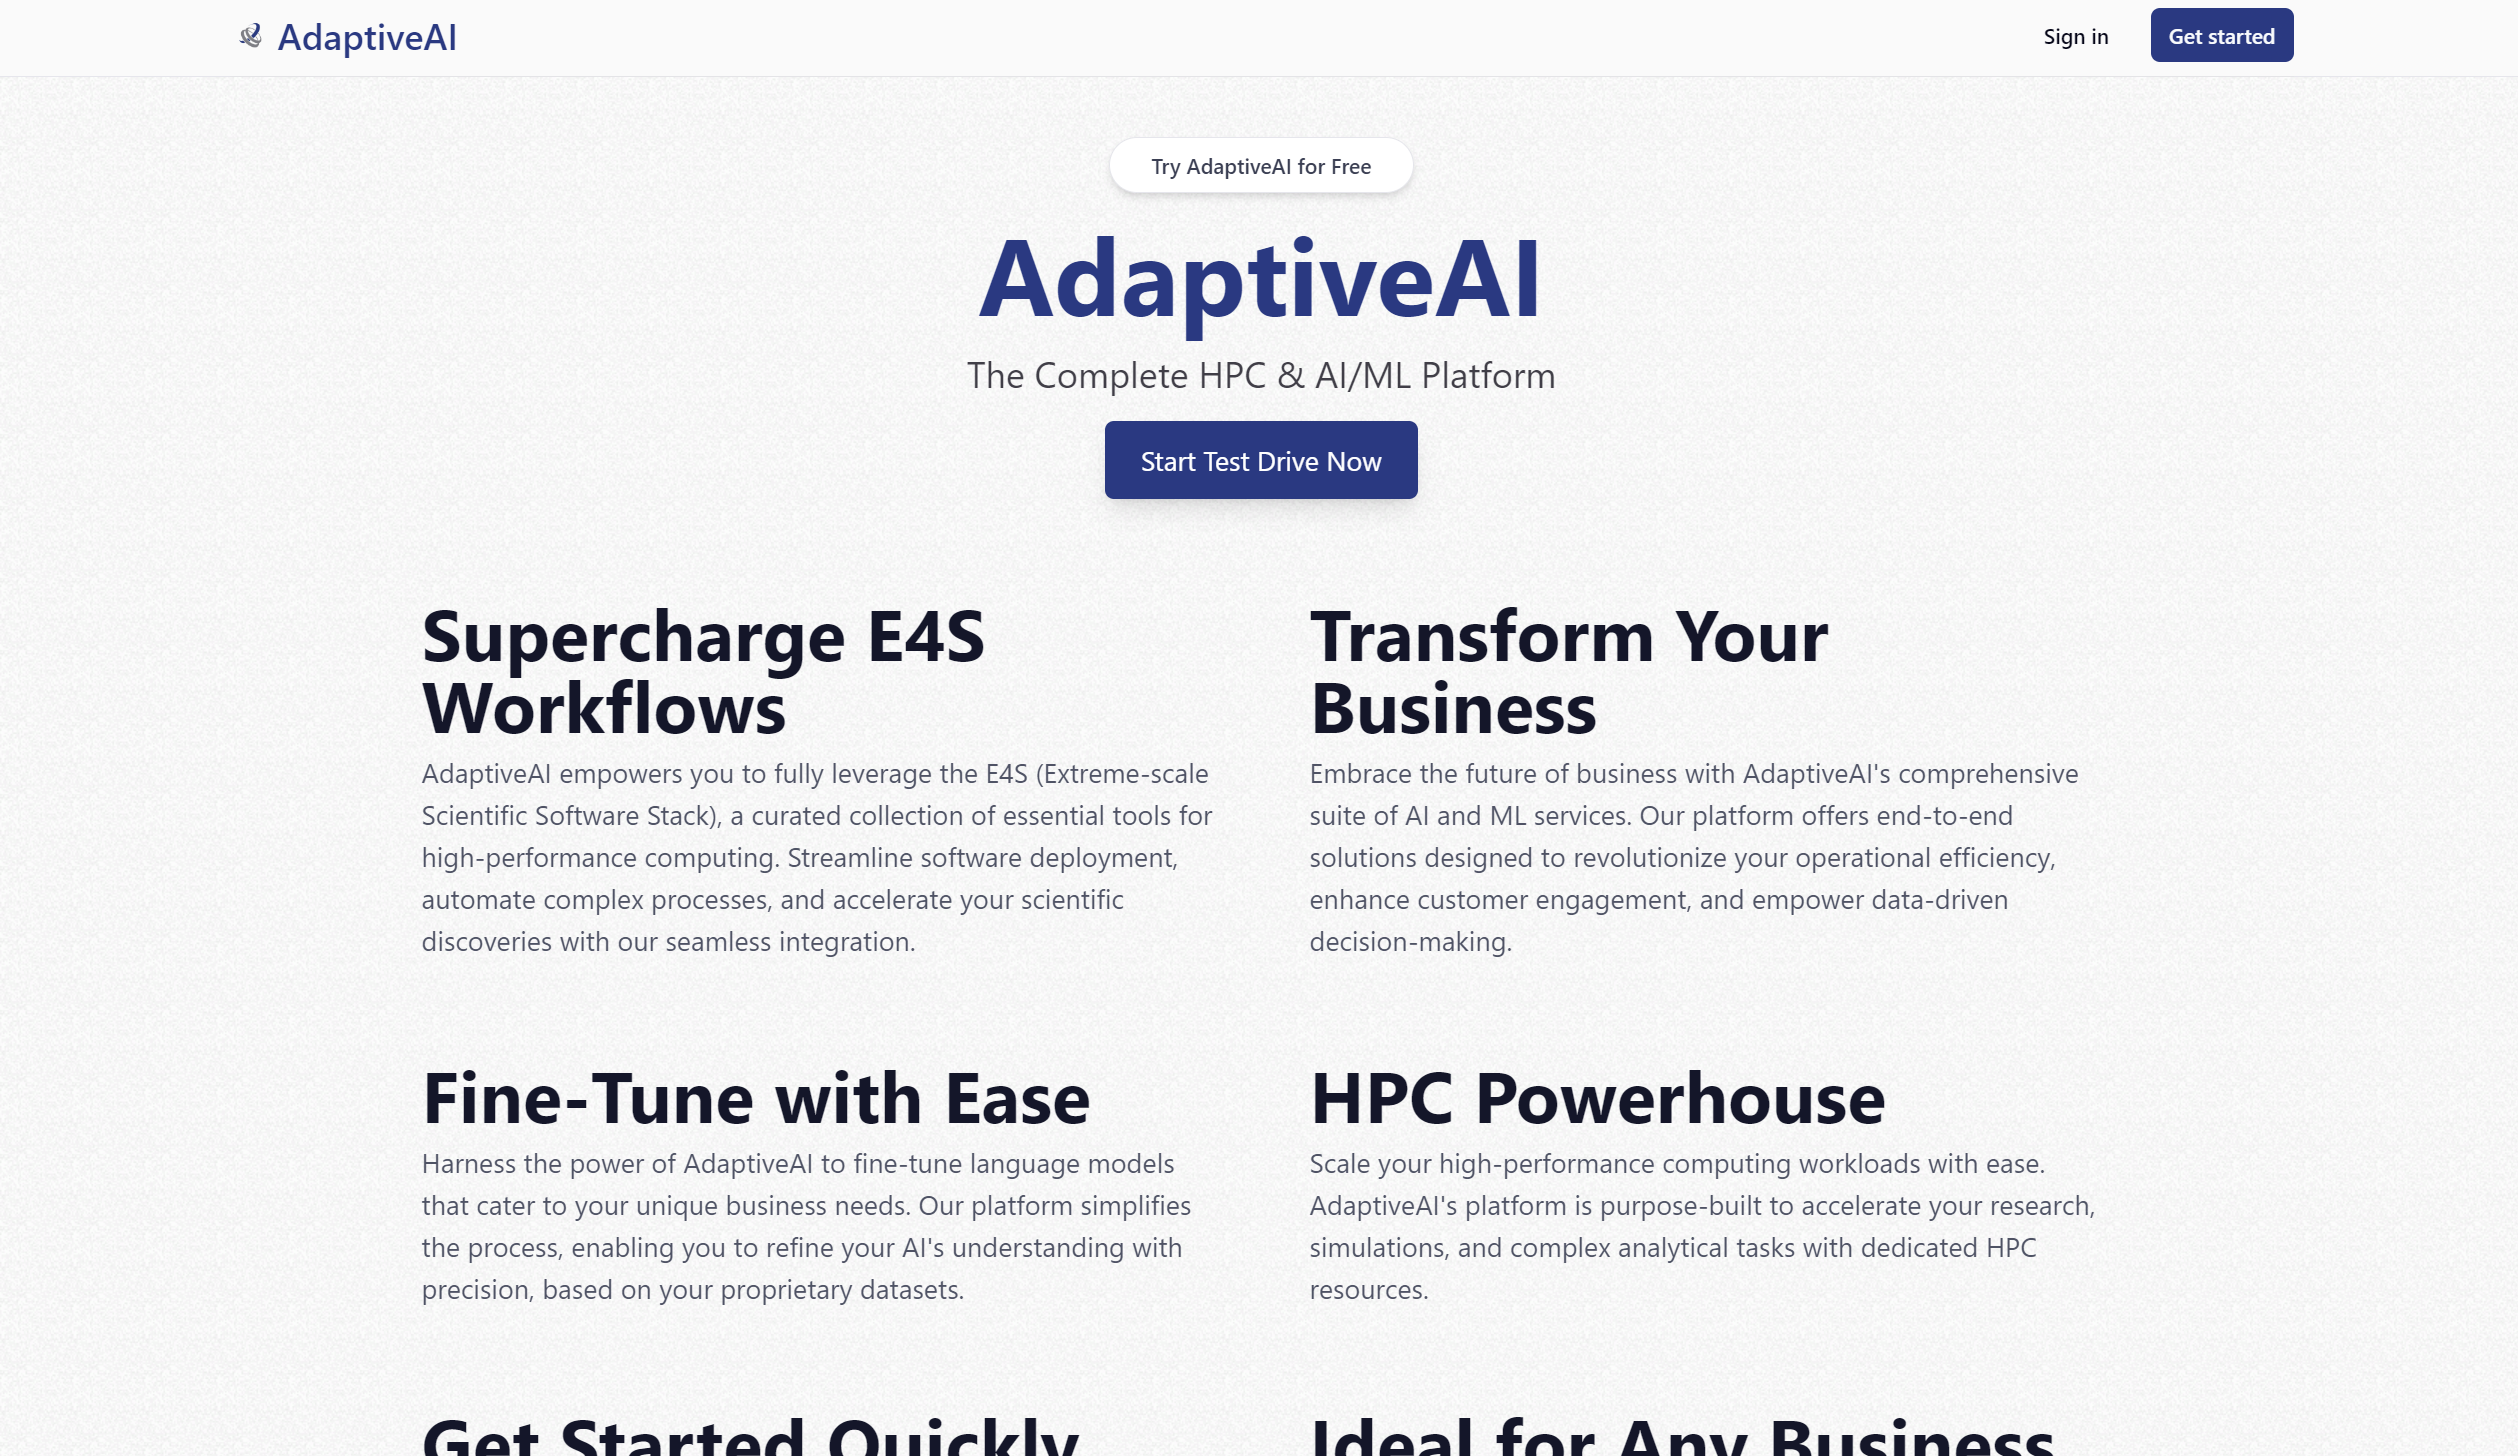 AdaptiveAI
Sign in
Get started
Try AdaptiveAI for Free
AdaptiveAI
The Complete HPC & AI/ML Platform
Start Test Drive Now
Supercharge E4S
Workflows
AdaptiveAI empowers you to fully leverage the E4S (Extreme-scale
Scientific Software Stack), a curated collection of essential tools for
high-performance computing. Streamline software deployment,
automate complex processes, and accelerate your scientific
discoveries with our seamless integration.
Transform Your
Business
Embrace the future of business with AdaptiveAI's comprehensive
suite of AI and ML services. Our platform offers end-to-end
solutions designed to revolutionize your operational efficiency,
enhance customer engagement, and empower data-driven
decision-making.
Fine-Tune with Ease
Harness the power of AdaptiveAI to fine-tune language models
that cater to your unique business needs. Our platform simplifies
the process, enabling you to refine your AI's understanding with
precision, based on your proprietary datasets.
HPC Powerhouse
Scale your high-performance computing workloads with ease.
AdaptiveAI's platform is purpose-built to accelerate your research,
simulations, and complex analytical tasks with dedicated HPC
resources.
Get Started Quickly
Ideal for Any Business